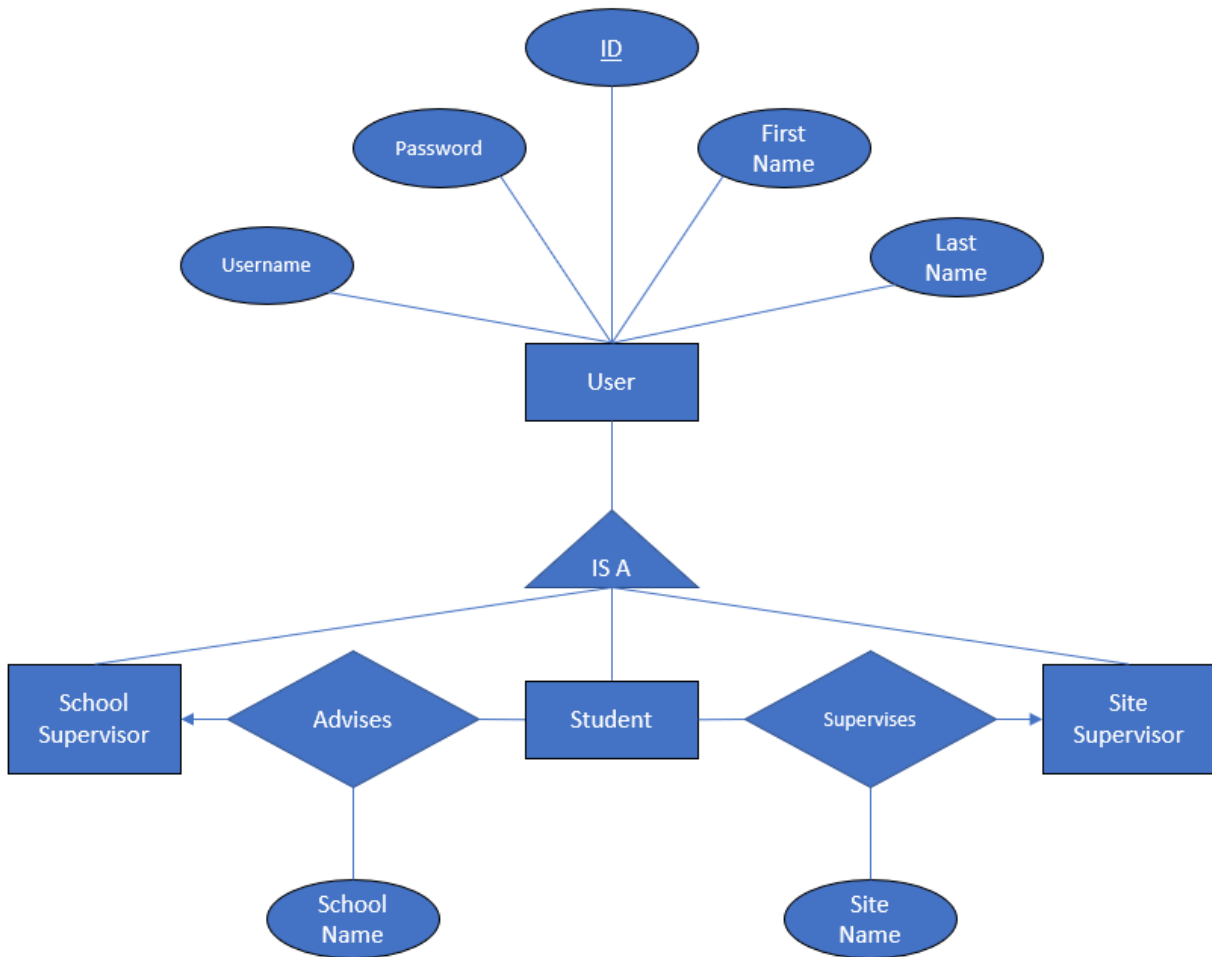 ID
Password
First
Name
Username
Last
Name
User
IS A
School
Supervisor
Advises
Student
Supervises
Site
Supervisor
School
Name
Site
Name